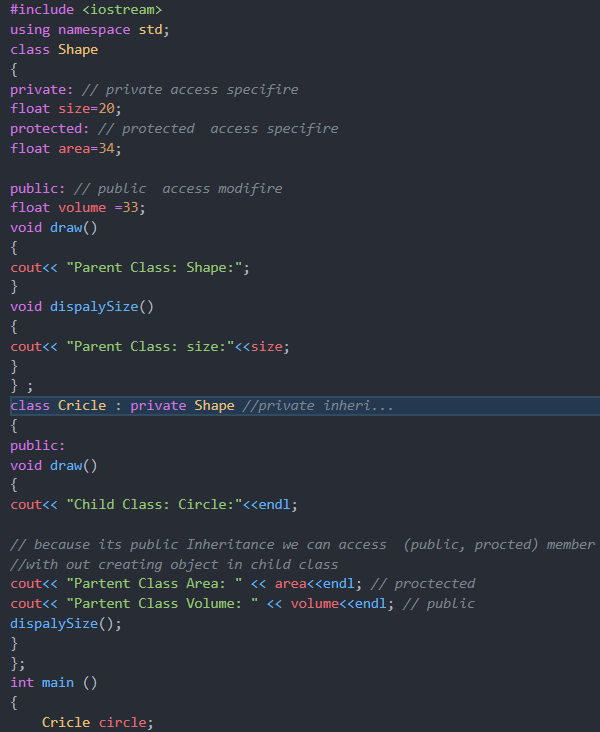 #include <iostream>
using namespace std;
class Shape
{
private: // private access specifire
float size=20;
protected: // protected  access specifire
float area=34;

public: // public  access modifire
float volume =33;
void draw()
{
cout<< "Parent Class: Shape:";
}
void dispalySize()
{
cout<< "Parent Class: size:"<<size;
}
} ;
class Cricle : private Shape //private inheri...
{
public:
void draw()
{
cout<< "Child Class: Circle:"<<endl;

// because its public Inheritance we can access  (public, procted) member
//with out creating object in child class
cout<< "Partent Class Area: " << area<<endl; // proctected
cout<< "Partent Class Volume: " << volume<<endl; // public
dispalySize();
}
};
int main ()
{
    Cricle circle;